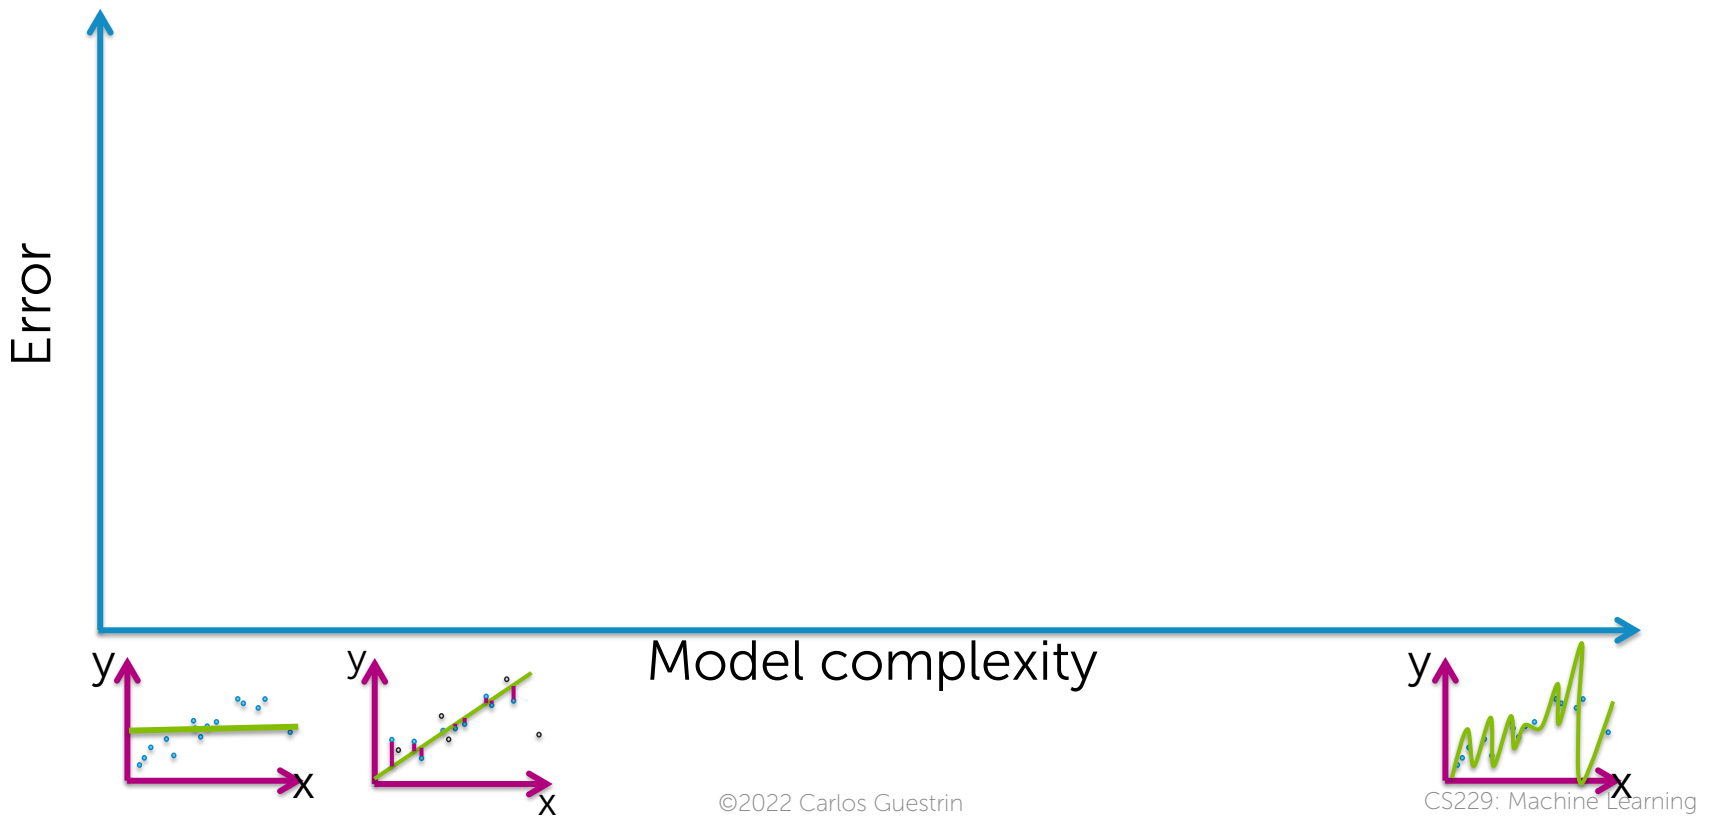 Error
Model complexity
y
x
y
x
y
x
©2022 Carlos Guestrin
CS229: Machine Learning